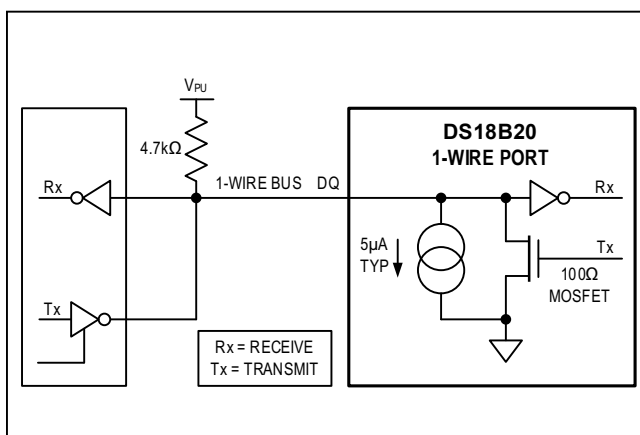 VPU
4.7kΩ
Rx
1-WIRE BUS DQ
Tx
Rx = RECEIVE
Tx = TRANSMIT
DS18B20
1-WIRE PORT
Rx
5µA
TYP
Tx
100Ω
MOSFET